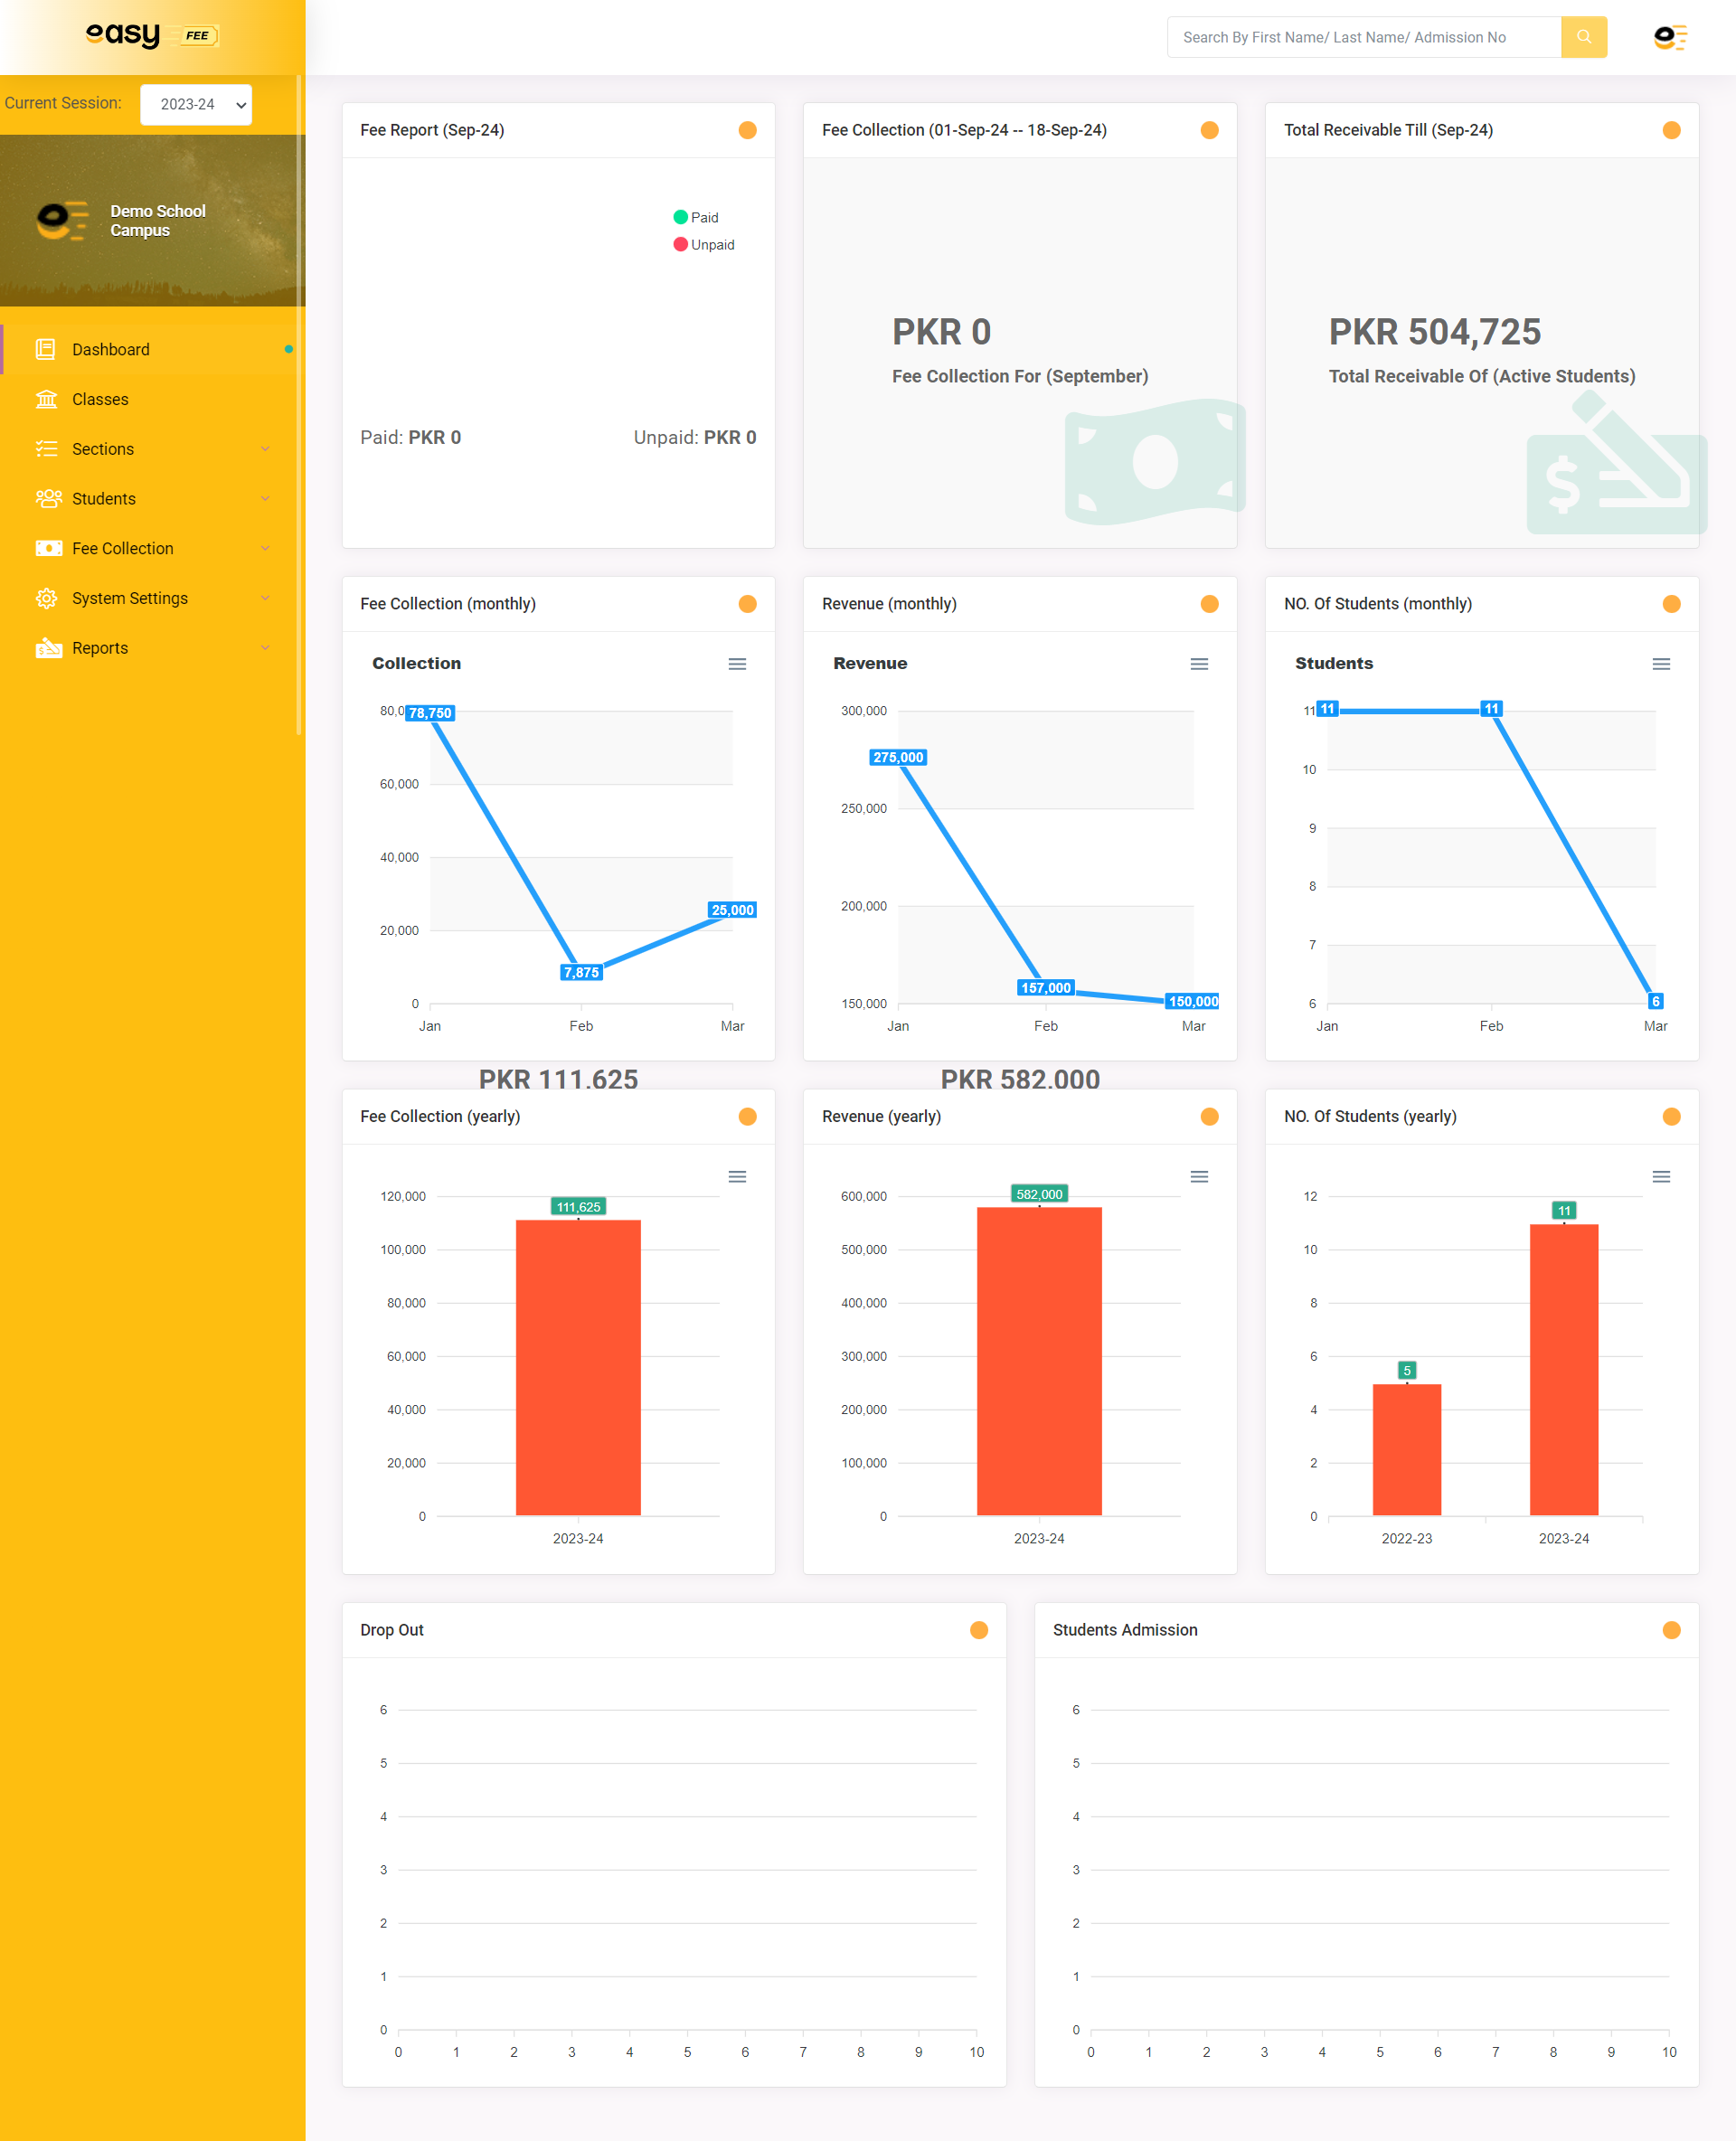 easy FEE
Search By First Name/ Last Name/ Admission No
Current Session: 2023-24
Demo School
Campus
Dashboard
Classes
Sections
Students
Fee Collection
System Settings
Reports
Fee Report (Sep-24)
Paid
Unpaid
Paid: PKR 0 Unpaid: PKR 0
Fee Collection (01-Sep-24 -- 18-Sep-24)
PKR 0
Fee Collection For (September)
Total Receivable Till (Sep-24)
PKR 504,725
Total Receivable Of (Active Students)
$
Fee Collection (monthly)
Collection
80,0
78,750
60,000
40,000
25,000
20,000
7,875
0
Jan Feb Mar
PKR 111,625
Revenue (monthly)
Revenue
300,000
275,000
250,000
200,000
157,000
150,000
150,000
Jan Feb Mar
PKR 582,000
NO. Of Students (monthly)
Students
11 11 11
10
9
8
7
6 6
Jan Feb Mar
Fee Collection (yearly)
120,000
111,625
100,000
80,000
60,000
40,000
20,000
0
2023-24
Revenue (yearly)
600,000
582,000
500,000
400,000
300,000
200,000
100,000
0
2023-24
NO. Of Students (yearly)
12
11
10
8
6
5
4
2
0
2022-23 2023-24
Drop Out
6
5
4
3
2
1
0
0 1 2 3 4 5 6 7 8 9 10
Students Admission
6
5
4
3
2
1
0
0 1 2 3 4 5 6 7 8 9 10